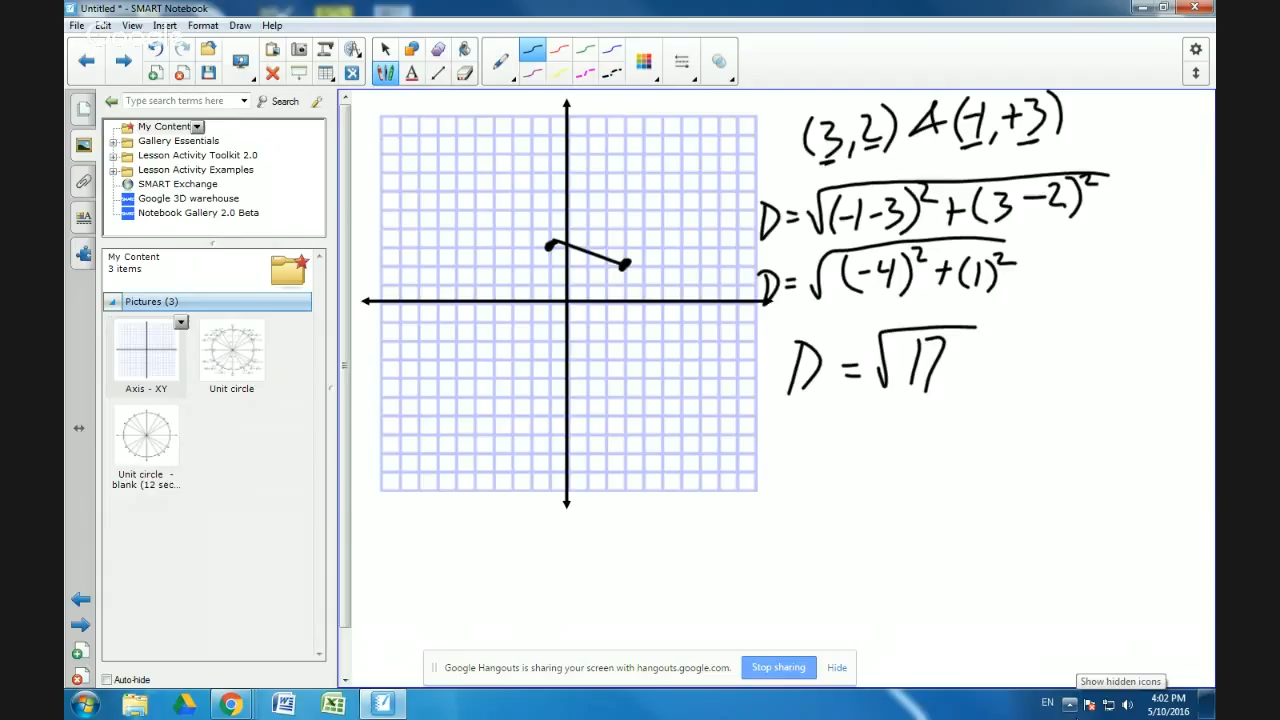 Untitled * - SMART Notebook
File Edit View Insert Format Draw Help
Type search terms here Search
My Content
Gallery Essentials
Lesson Activity Toolkit 2.0
Lesson Activity Examples
SMART Exchange
Google 3D warehouse
Notebook Gallery 2.0 Beta
My Content
3 items
Pictures (3)
Axis - XY
Unit circle
Unit circle -
blank (12 sec...
Auto-hide
(3,2) & (-1,+3)
D=√(-1-3)²+(3-2)²
D=√(-4)²+(1)²
D=√17
Google Hangouts is sharing your screen with hangouts.google.com. Stop sharing Hide
Show hidden icons
EN
4:02 PM
5/10/2016